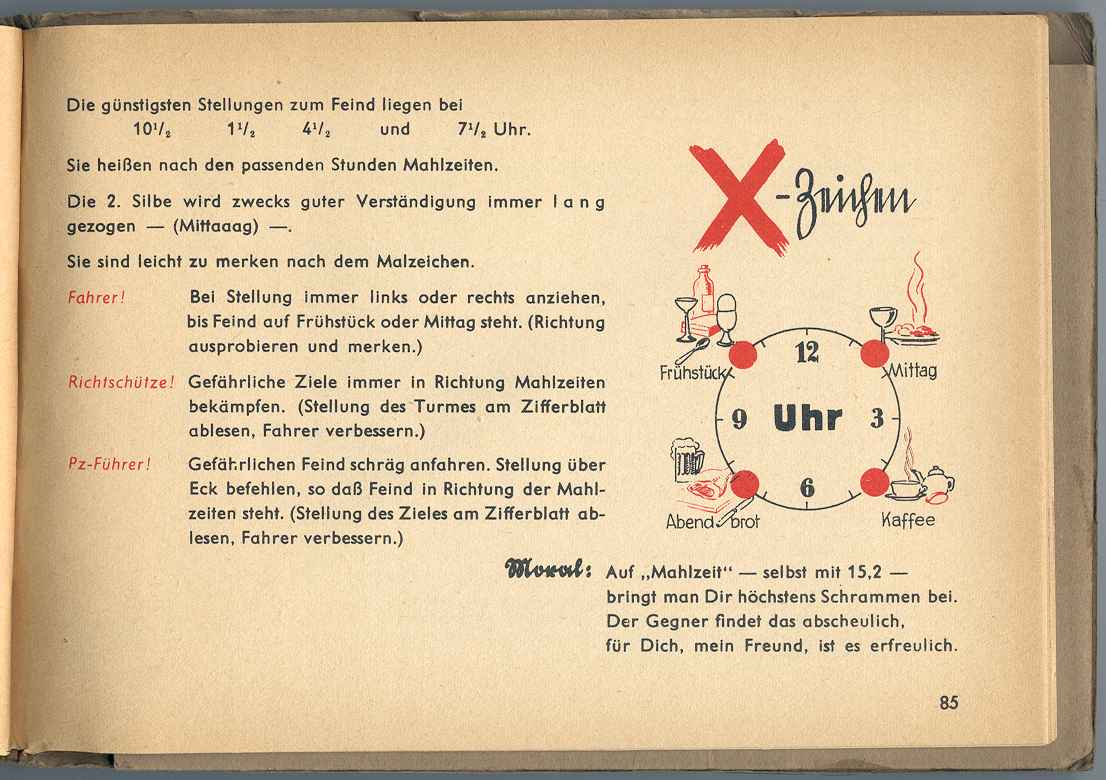 Die günstigsten Stellungen zum Feind liegen bei
10¹/₂ 1¹/₂ 4¹/₂ und 7¹/₂ Uhr.
Sie heißen nach den passenden Stunden Mahlzeiten.
Die 2. Silbe wird zwecks guter Verständigung immer l a n g
gezogen — (Mittaaag) —.
Sie sind leicht zu merken nach dem Malzeichen.
Fahrer! Bei Stellung immer links oder rechts anziehen,
bis Feind auf Frühstück oder Mittag steht. (Richtung
ausprobieren und merken.)
Richtschütze! Gefährliche Ziele immer in Richtung Mahlzeiten
bekämpfen. (Stellung des Turmes am Zifferblatt
ablesen, Fahrer verbessern.)
Pz-Führer! Gefährlichen Feind schräg anfahren. Stellung über
Eck befehlen, so daß Feind in Richtung der Mahl-
zeiten steht. (Stellung des Zieles am Zifferblatt ab-
lesen, Fahrer verbessern.)
X-Zeichen
Frühstück
12
Mittag
9
Uhr
3
6
Abendbrot
Kaffee
Moral: Auf „Mahlzeit“ — selbst mit 15,2 —
bringt man Dir höchstens Schrammen bei.
Der Gegner findet das abscheulich,
für Dich, mein Freund, ist es erfreulich.
85